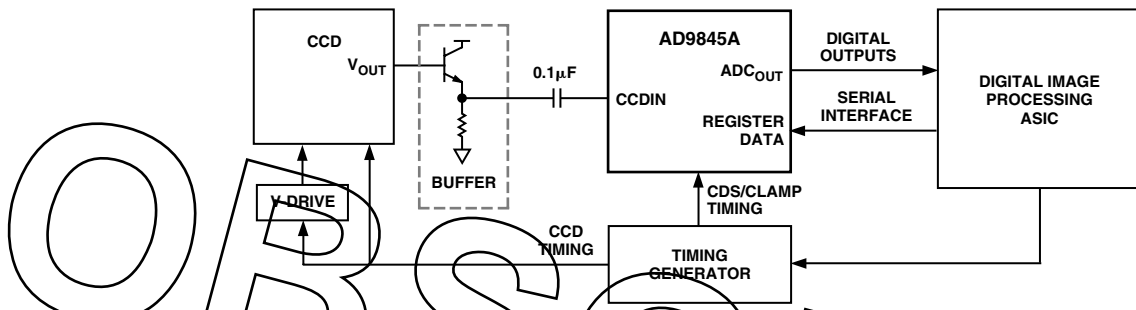 CCD
V_OUT
BUFFER
0.1µF
AD9845A
ADC_OUT
CCDIN
REGISTER
DATA
DIGITAL
OUTPUTS
SERIAL
INTERFACE
DIGITAL IMAGE
PROCESSING
ASIC
V-DRIVE
CCD
TIMING
CDS/CLAMP
TIMING
TIMING
GENERATOR